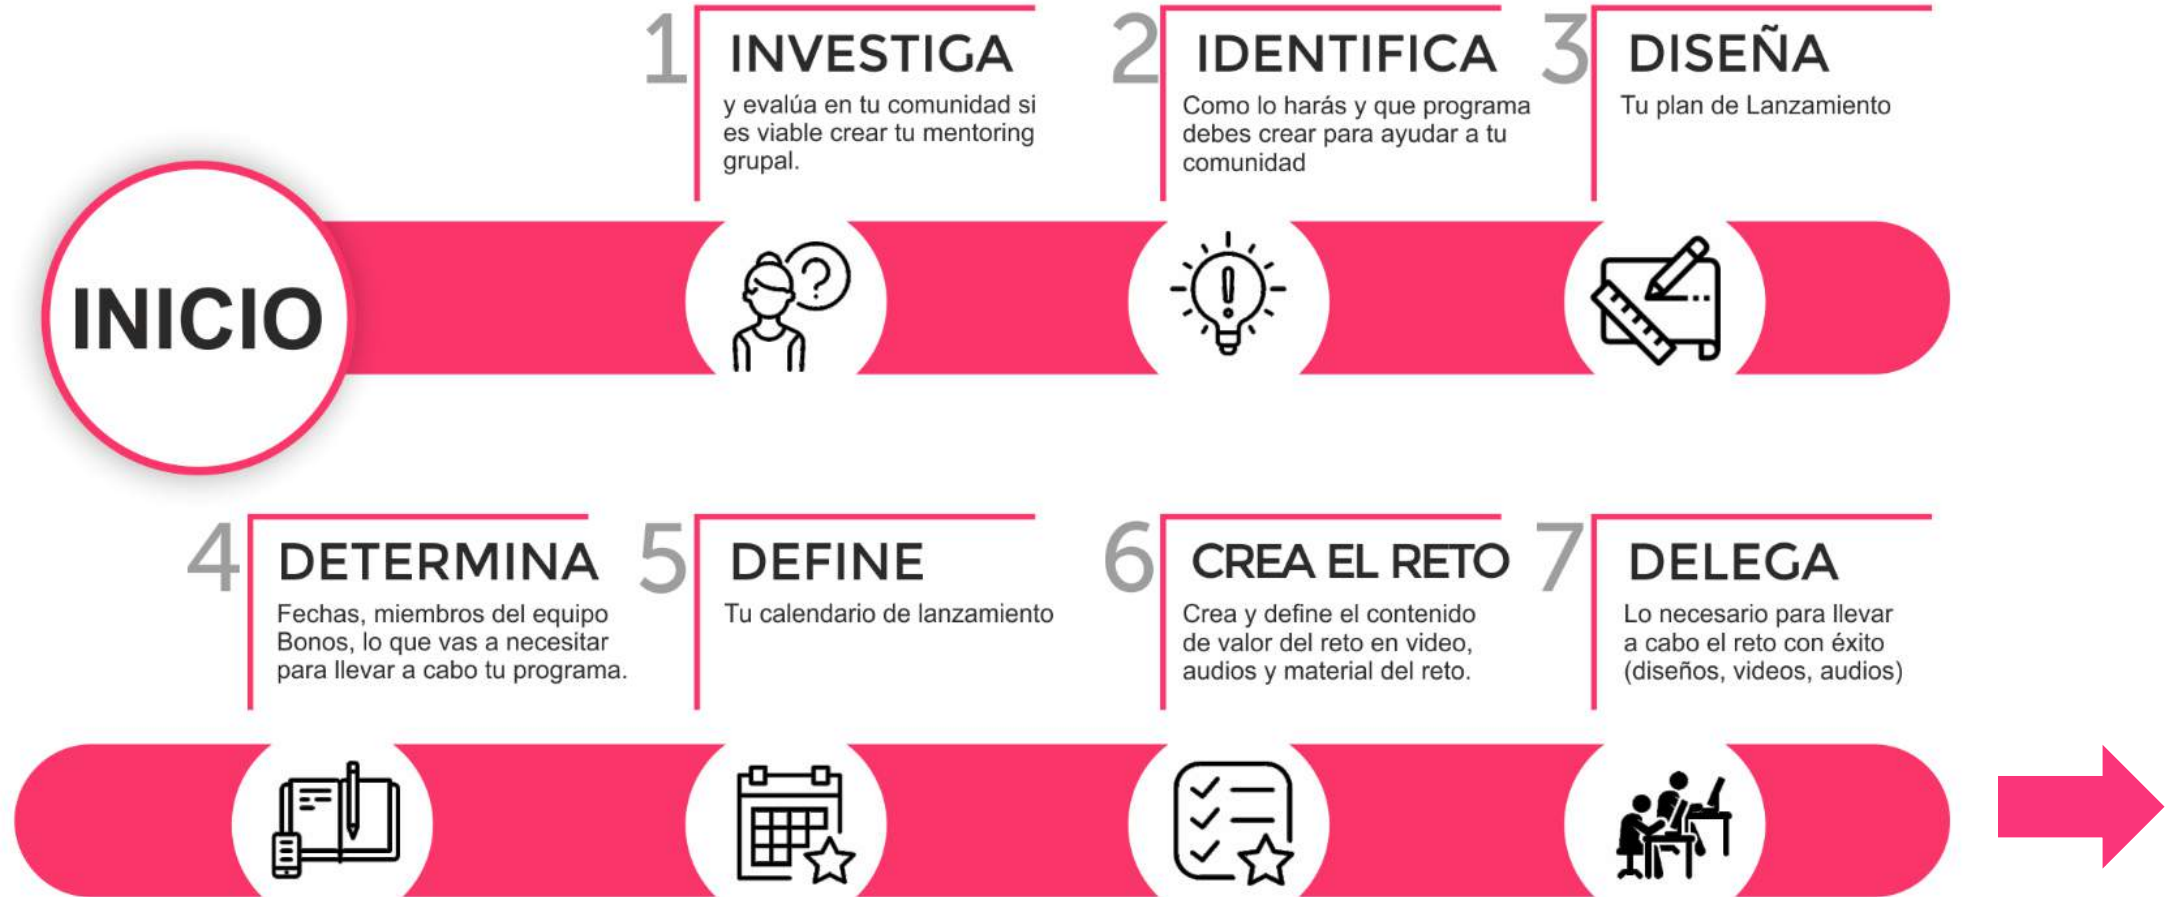 INICIO
1
INVESTIGA
y evalúa en tu comunidad si
es viable crear tu mentoring
grupal.
2
IDENTIFICA
Como lo harás y que programa
debes crear para ayudar a tu
comunidad
3
DISEÑA
Tu plan de Lanzamiento
4
DETERMINA
Fechas, miembros del equipo
Bonos, lo que vas a necesitar
para llevar a cabo tu programa.
5
DEFINE
Tu calendario de lanzamiento
6
CREA EL RETO
Crea y define el contenido
de valor del reto en video,
audios y material del reto.
7
DELEGA
Lo necesario para llevar
a cabo el reto con éxito
(diseños, videos, audios)